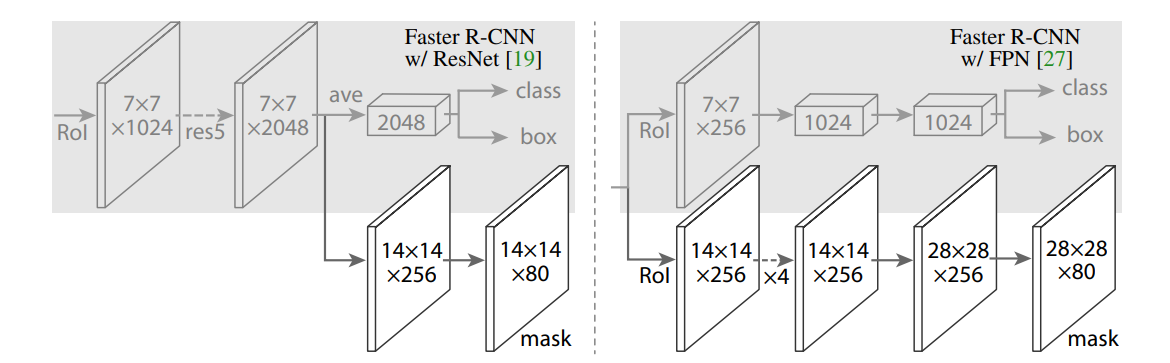 Faster R-CNN
w/ ResNet [19]
RoI
7×7
×1024
res5
7×7
×2048
ave
2048
class
box
14×14
×256
14×14
×80
mask
Faster R-CNN
w/ FPN [27]
RoI
7×7
×256
1024
1024
class
box
RoI
14×14
×256
×4
14×14
×256
28×28
×256
28×28
×80
mask